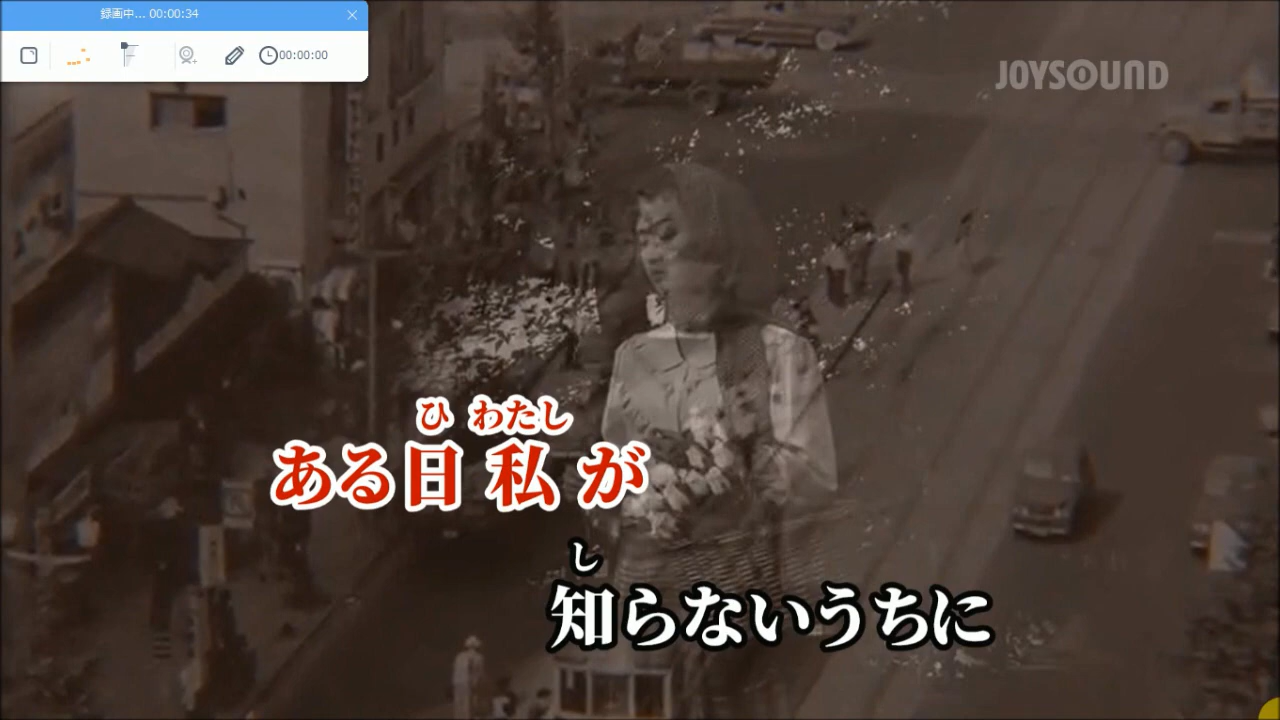 録画中... 00:00:34
00:00:00
JOYSOUND
ひ わたし
ある日 私 が
し
知らないうちに